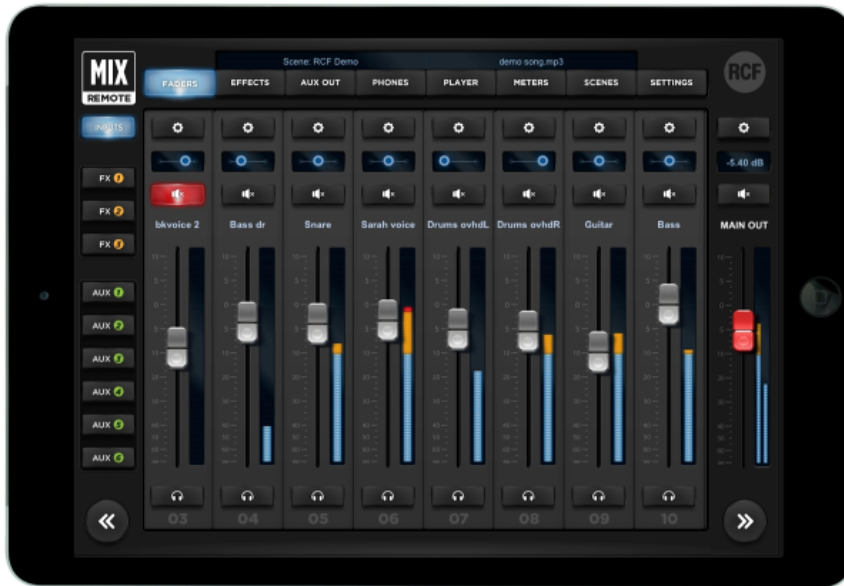 MIX
REMOTE
Scene: RCF Demo demo song.mp3
FADERS EFFECTS AUX OUT PHONES PLAYER METERS SCENES SETTINGS
RCF
INPUTS
-5.40 dB
FX 1
FX 2
FX 3
bkvoice 2 Bass dr Snare Sarah voice Drums ovhdL Drums ovhdR Guitar Bass MAIN OUT
AUX 1
AUX 2
AUX 3
AUX 4
AUX 5
AUX 6
03 04 05 06 07 08 09 10